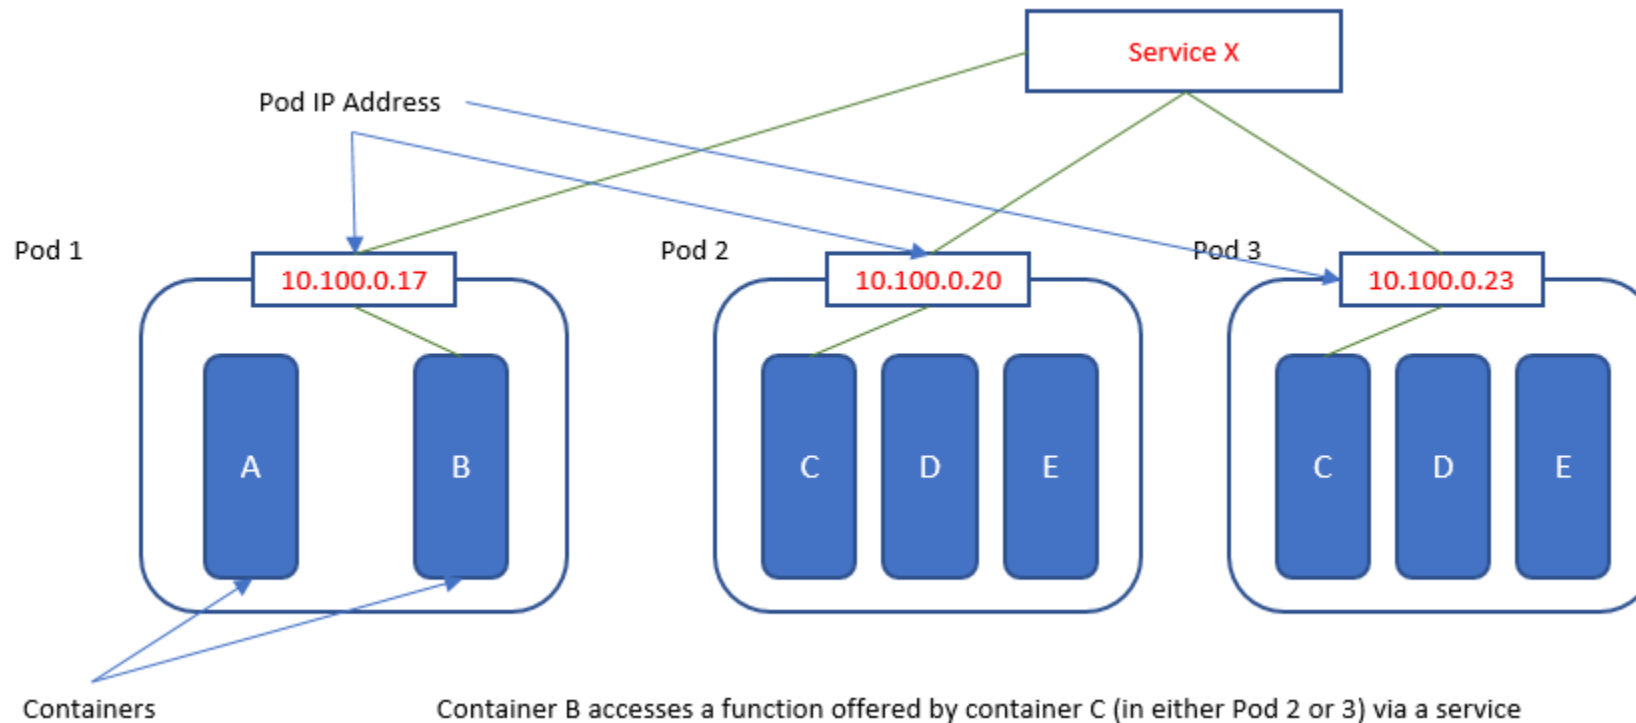 Service X
Pod IP Address
Pod 1
Pod 2
Pod 3
10.100.0.17
10.100.0.20
10.100.0.23
A
B
C
D
E
C
D
E
Containers
Container B accesses a function offered by container C (in either Pod 2 or 3) via a service